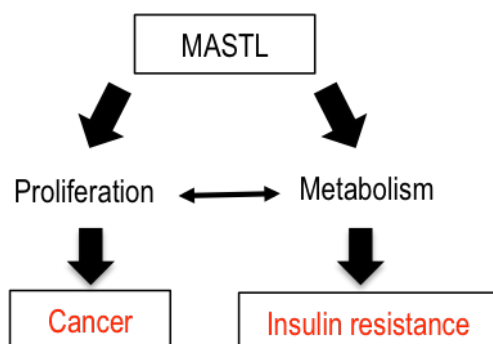 MASTL
Proliferation
Metabolism
Cancer
Insulin resistance